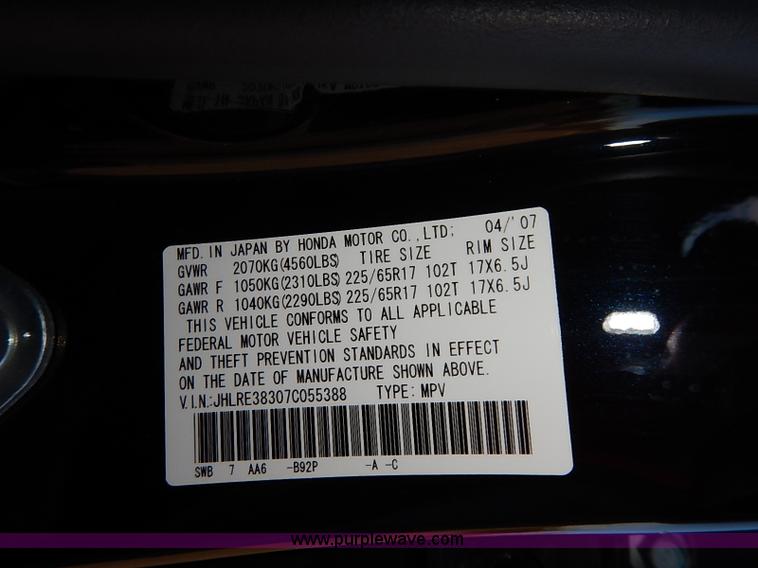 MFD. IN JAPAN BY HONDA MOTOR CO., LTD; 04/'07
GVWR 2070KG(4560LBS) TIRE SIZE RIM SIZE
GAWR F 1050KG(2310LBS) 225/65R17 102T 17X6.5J
GAWR R 1040KG(2290LBS) 225/65R17 102T 17X6.5J
THIS VEHICLE CONFORMS TO ALL APPLICABLE
FEDERAL MOTOR VEHICLE SAFETY
AND THEFT PREVENTION STANDARDS IN EFFECT
ON THE DATE OF MANUFACTURE SHOWN ABOVE.
V.I.N:JHLRE38307C055388 TYPE: MPV
SWB 7 AA6 -B92P -A -C
www.purplewave.com